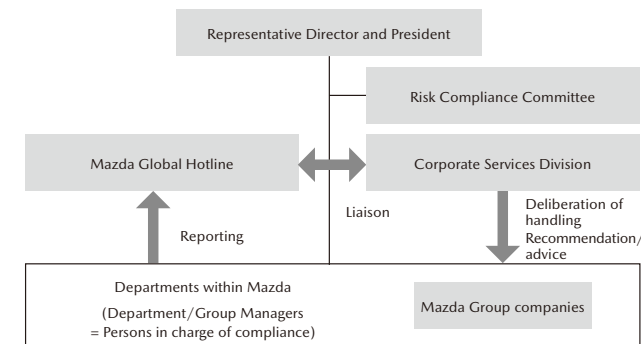 Representative Director and President
Risk Compliance Committee
Mazda Global Hotline
Corporate Services Division
Liaison
Reporting
Deliberation of
handling
Recommendation/
advice
Departments within Mazda
(Department/Group Managers
= Persons in charge of compliance)
Mazda Group companies